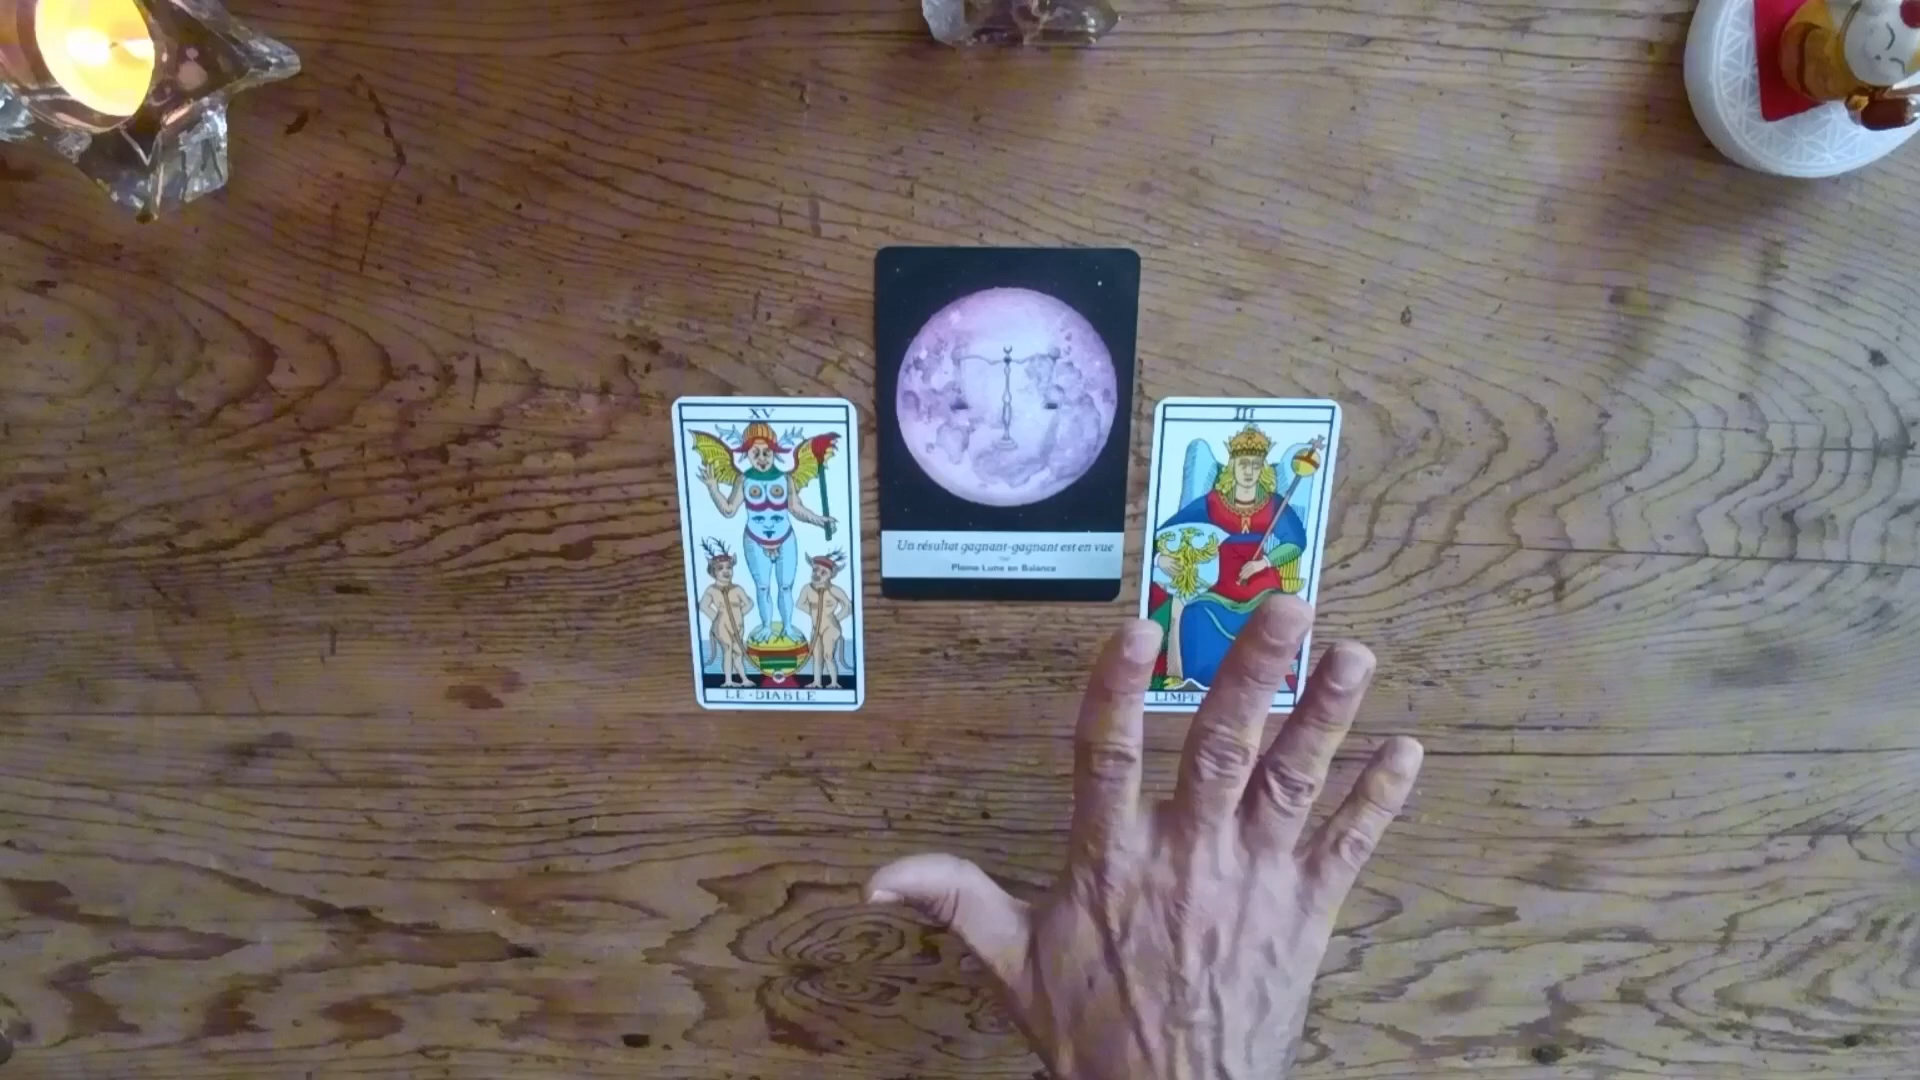 XV
LE·DIABLE
Un résultat gagnant-gagnant est en vue
Pleine Lune en Balance
III